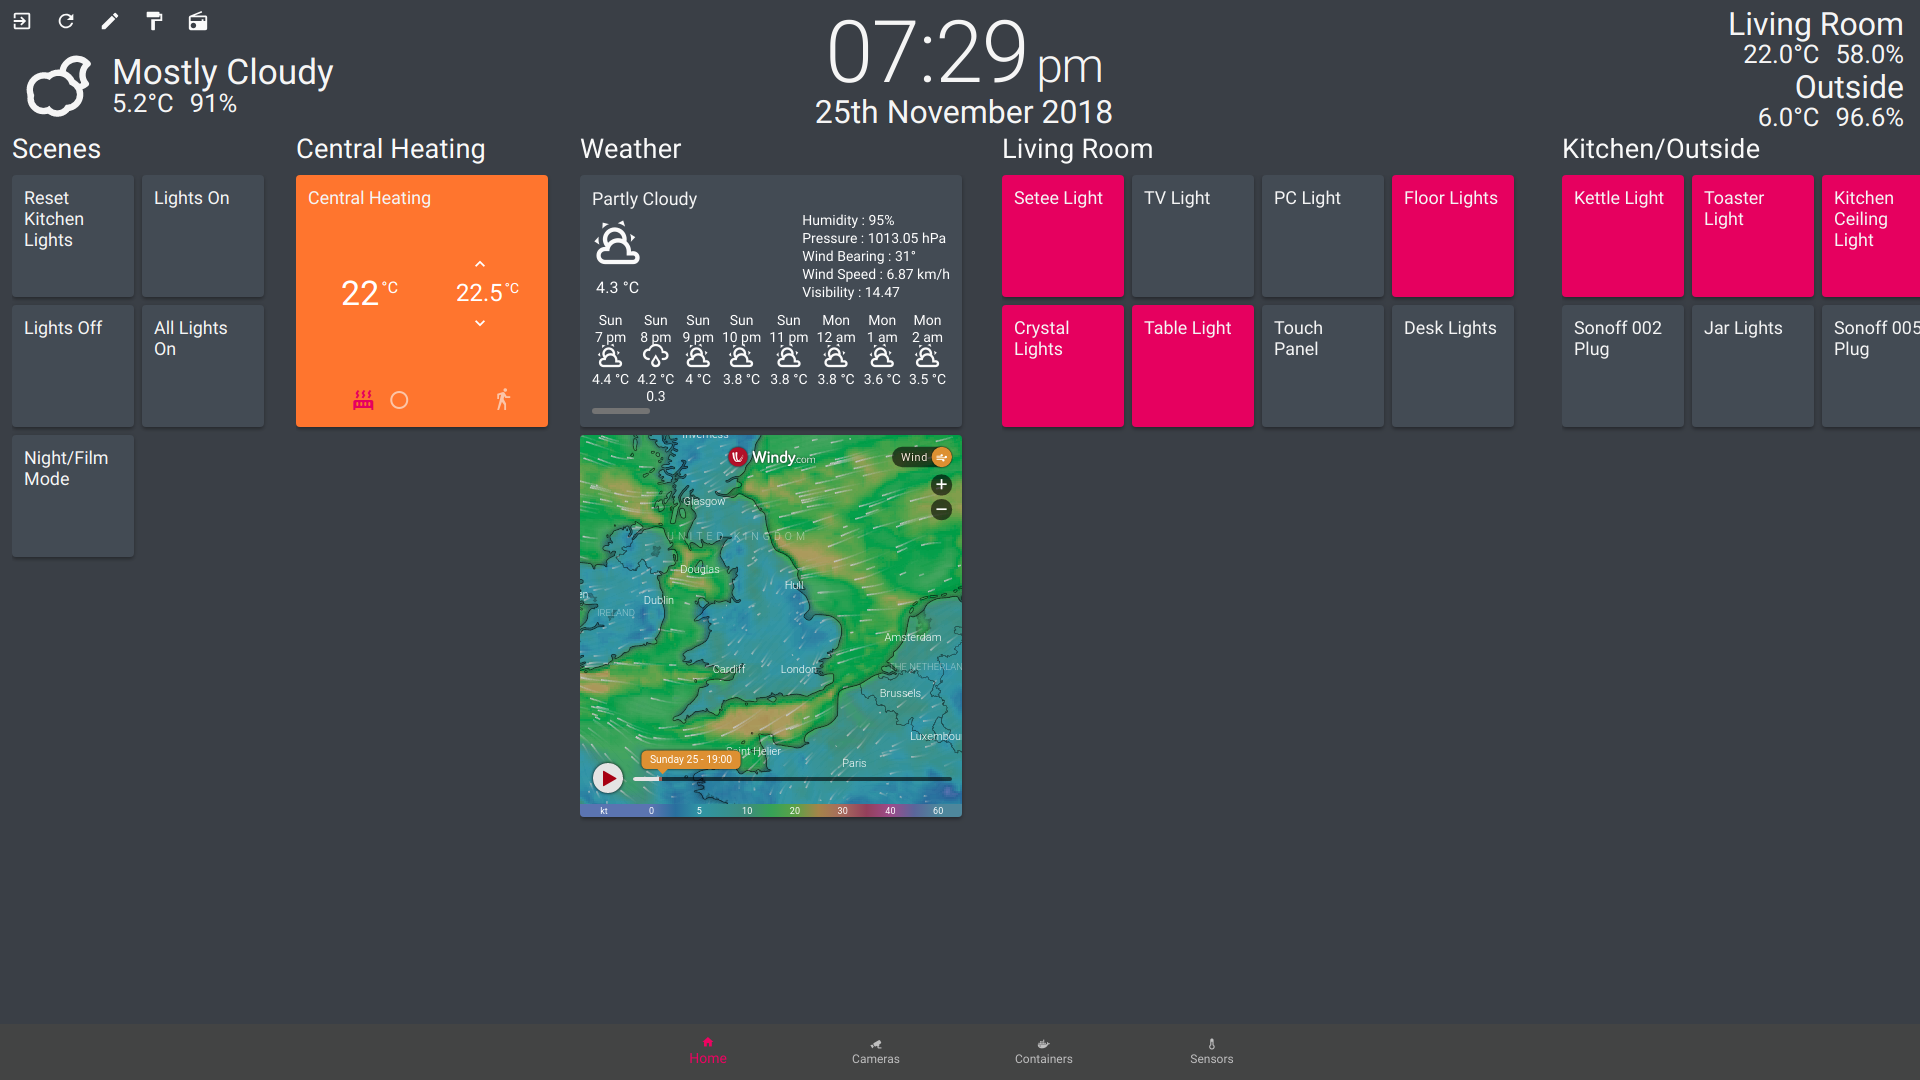 Mostly Cloudy
5.2°C 91%
07:29 pm
25th November 2018
Living Room
22.0°C 58.0%
Outside
6.0°C 96.6%
Scenes
Reset
Kitchen
Lights
Lights On
Lights Off
All Lights
On
Night/Film
Mode
Central Heating
Central Heating
22°C
22.5°C
Weather
Partly Cloudy
4.3 °C
Humidity : 95%
Pressure : 1013.05 hPa
Wind Bearing : 31°
Wind Speed : 6.87 km/h
Visibility : 14.47
Sun Sun Sun Sun Sun Mon Mon Mon
7 pm 8 pm 9 pm 10 pm 11 pm 12 am 1 am 2 am
4.4 °C 4.2 °C 4 °C 3.8 °C 3.8 °C 3.8 °C 3.6 °C 3.5 °C
0.3
Inverness
Windy.com
Wind
+
−
Glasgow
UNITED KINGDOM
Douglas
Hull
Dublin
IRELAND
Amsterdam
THE NETHERLAN
Cardiff
London
Brussels
Luxembou
Saint Helier
Sunday 25 - 19:00
Paris
kt 0 5 10 20 30 40 60
Living Room
Setee Light
TV Light
PC Light
Floor Lights
Crystal
Lights
Table Light
Touch
Panel
Desk Lights
Kitchen/Outside
Kettle Light
Toaster
Light
Kitchen
Ceiling
Light
Sonoff 002
Plug
Jar Lights
Sonoff 005
Plug
Home
Cameras
Containers
Sensors